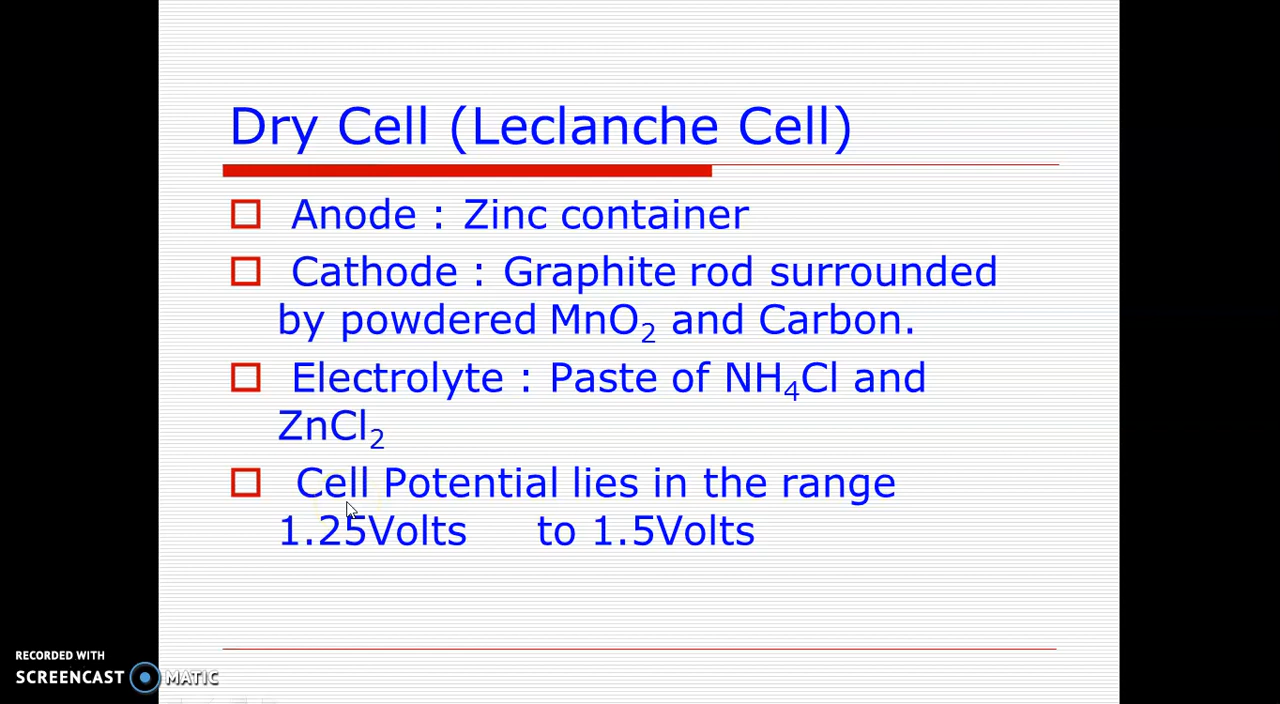 Dry Cell (Leclanche Cell)
Anode : Zinc container
Cathode : Graphite rod surrounded
by powdered MnO₂ and Carbon.
Electrolyte : Paste of NH₄Cl and
ZnCl₂
Cell Potential lies in the range
1.25Volts to 1.5Volts
RECORDED WITH
SCREENCAST MATIC